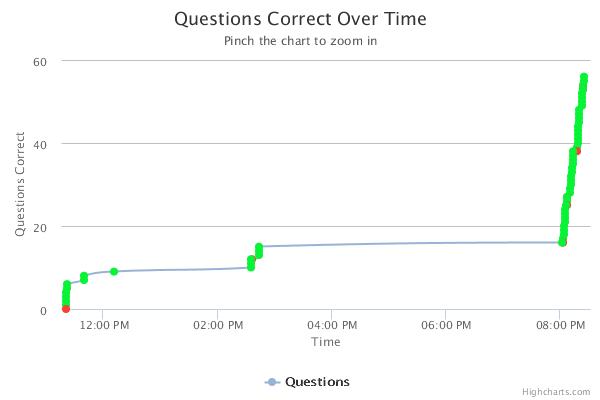 Questions Correct Over Time
Pinch the chart to zoom in
Questions Correct
60
40
20
0
12:00 PM 02:00 PM 04:00 PM 06:00 PM 08:00 PM
Time
Questions
Highcharts.com